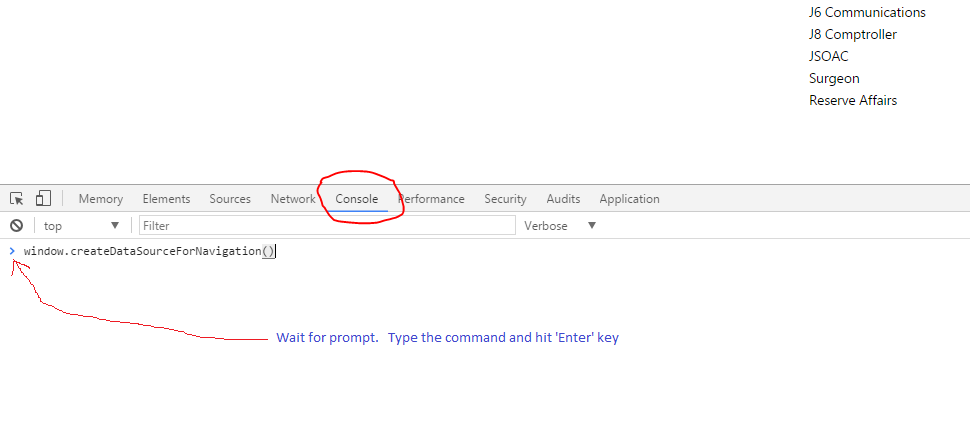 J6 Communications
J8 Comptroller
JSOAC
Surgeon
Reserve Affairs
Memory Elements Sources Network Console Performance Security Audits Application
top ▼ Filter Verbose ▼
> window.createDataSourceForNavigation()
Wait for prompt. Type the command and hit 'Enter' key